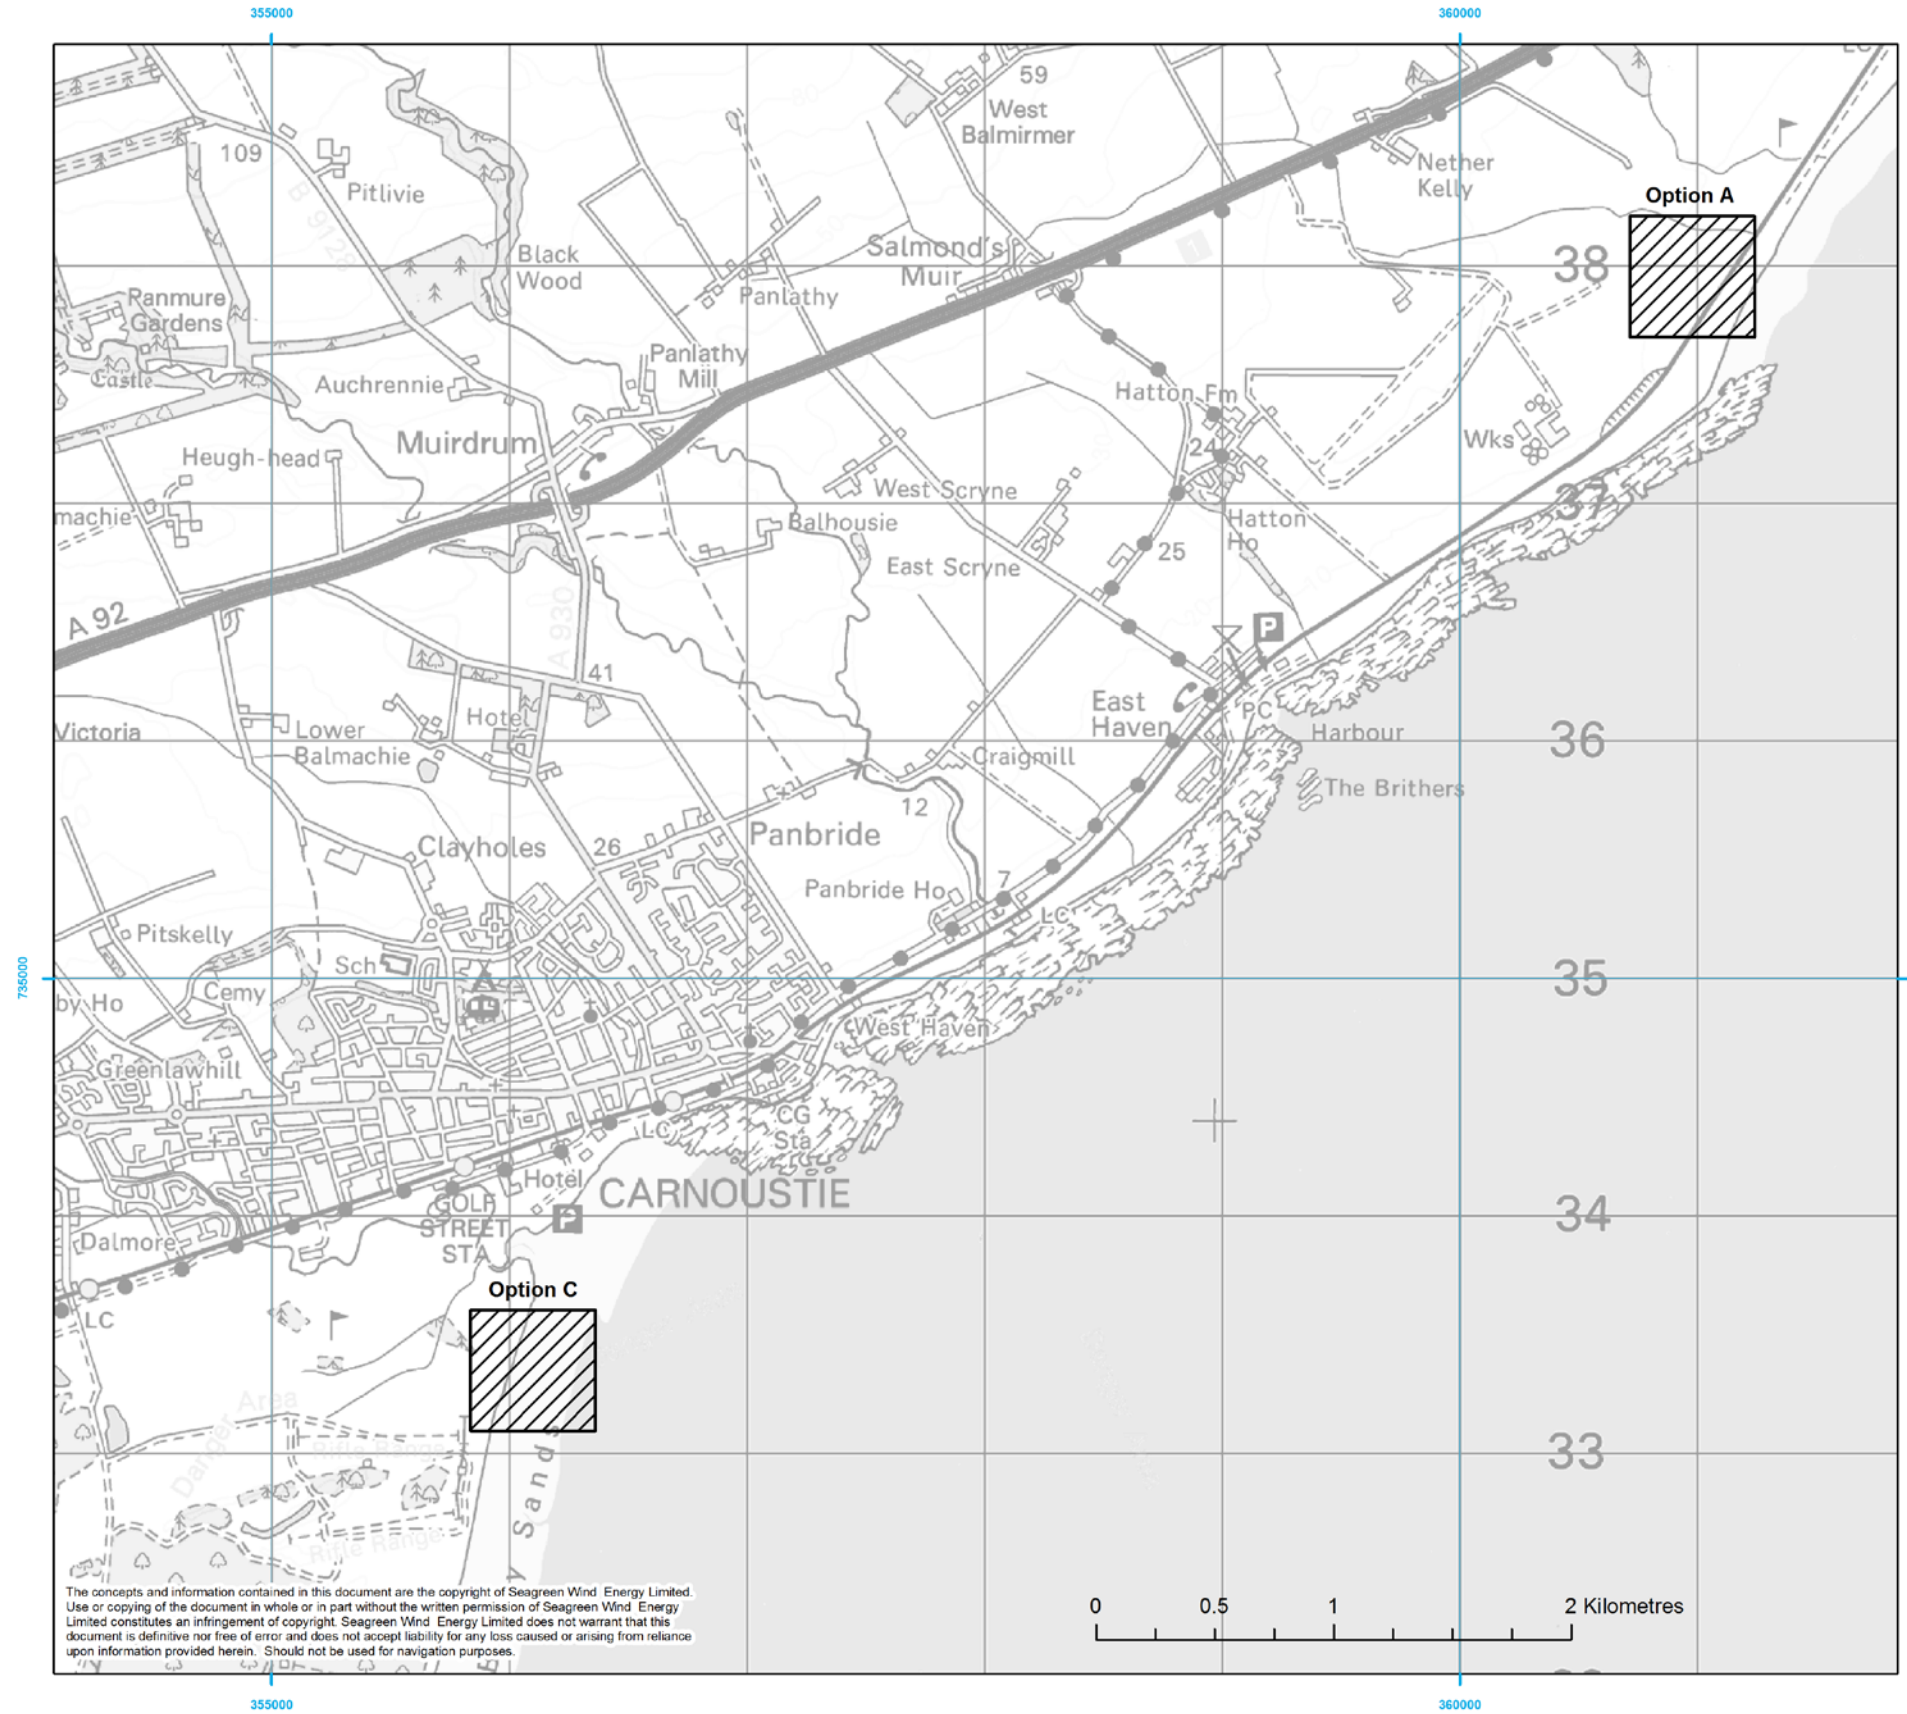 355000
360000
LC
59
West
Balmirmer
109
Pitlivie
B 9128
Nether
Kelly
Option A
Black
Wood
Salmond's
Muir
1
38
Panmure
Gardens
Panlathy
Castle
Auchrennie
Panlathy
Mill
Hatton Fm
Muirdrum
24
Wks
Heugh-head
West Scryne
machie
Balhousie
Hatton
Ho
37
25
East Scryne
A 92
A 930
P
41
East
Haven
PC
Victoria
Lower
Balmachie
Hotel
Harbour
36
Craigmill
The Brithers
12
Clayholes
26
Panbride
Panbride Ho
7
LC
Pitskelly
Sch
735000
35
Cemy
by Ho
West Haven
Greenlawhill
CG
Sta
LC
Hotel
CARNOUSTIE
34
GOLF
STREET
STA
P
Dalmore
Option C
LC
Danger Area
Rifle Range
33
Rifle Range
y Sands
The concepts and information contained in this document are the copyright of Seagreen Wind Energy Limited.
Use or copying of the document in whole or in part without the written permission of Seagreen Wind Energy
Limited constitutes an infringement of copyright. Seagreen Wind Energy Limited does not warrant that this
document is definitive nor free of error and does not accept liability for any loss caused or arising from reliance
upon information provided herein. Should not be used for navigation purposes.
0 0.5 1 2 Kilometres
355000
360000